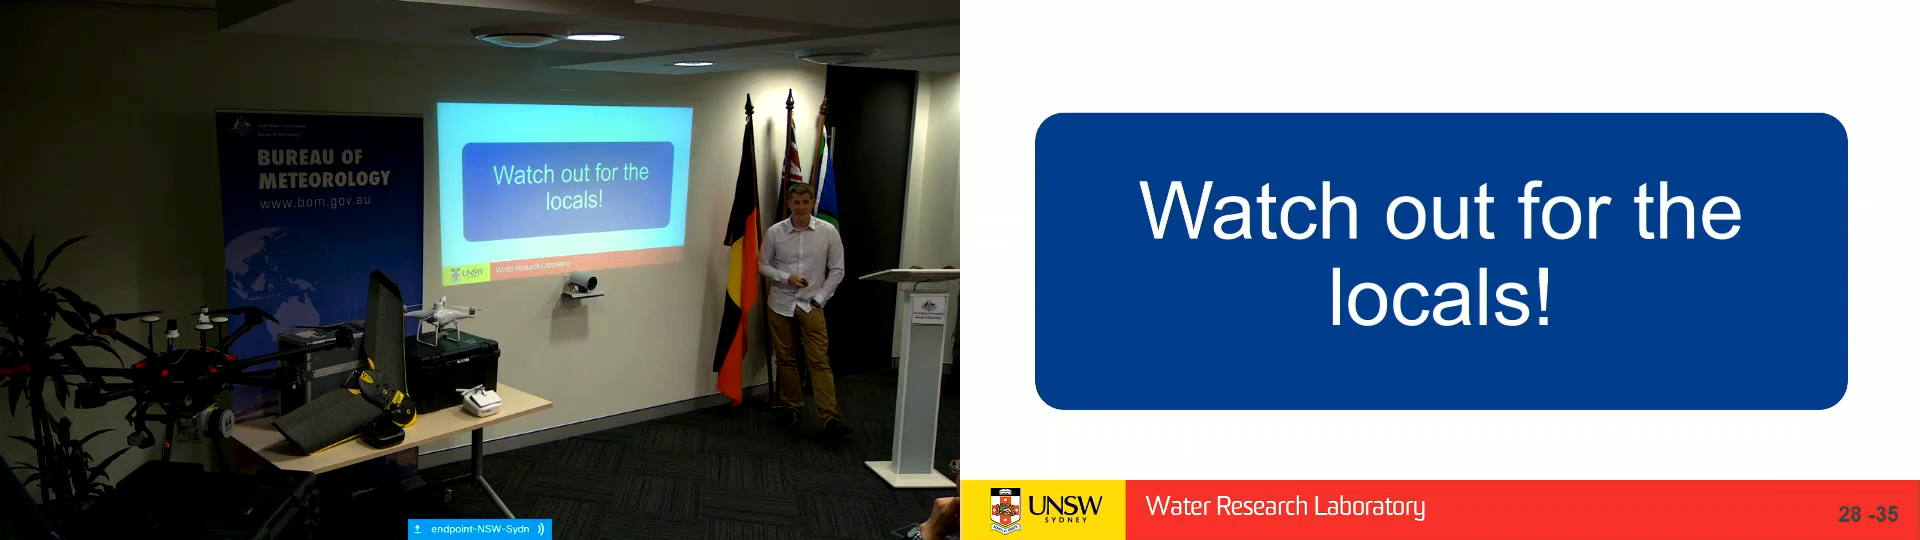 BUREAU OF
METEOROLOGY
www.bom.gov.au
Watch out for the
locals!
UNSW
Water Research Laboratory
endpoint-NSW-Sydn
Watch out for the
locals!
UNSW
SYDNEY
Water Research Laboratory
28 -35